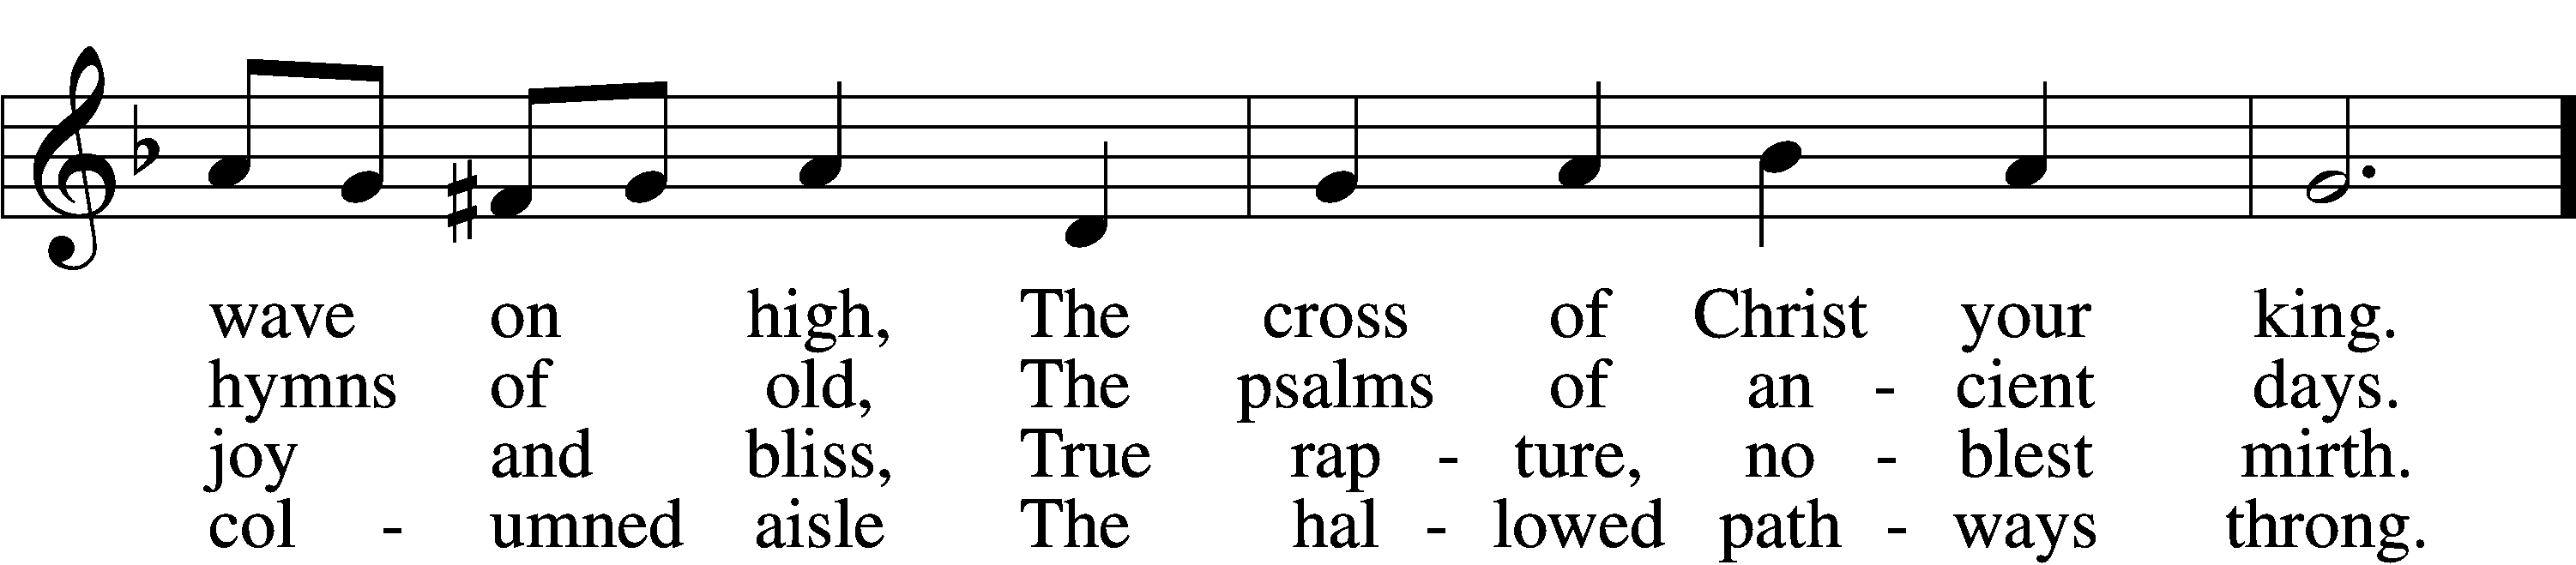 wave on high, The cross of Christ your king.
hymns of old, The psalms of an - cient days.
joy and bliss, True rap - ture, no - blest mirth.
col - umned aisle The hal - lowed path - ways throng.